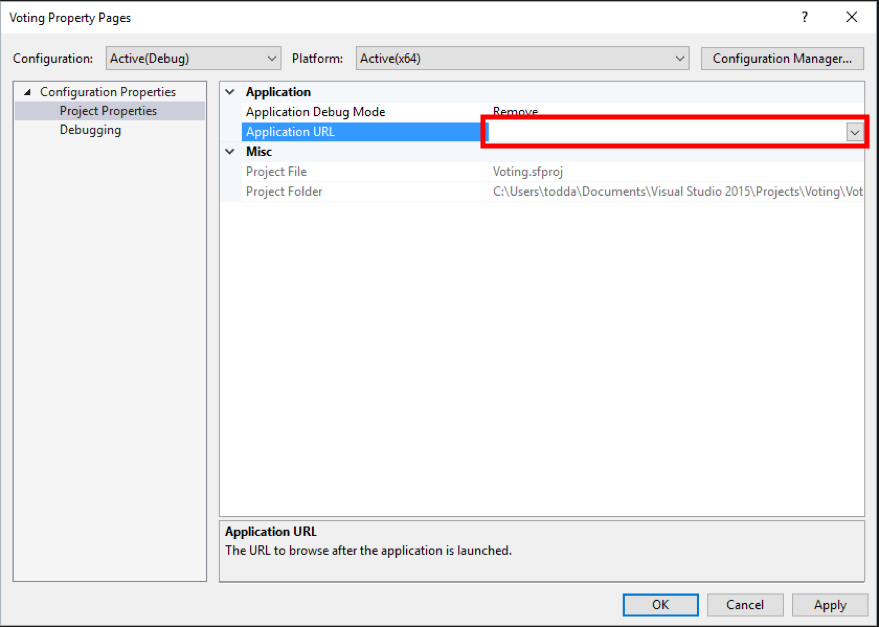 Voting Property Pages
Configuration: Active(Debug) Platform: Active(x64) Configuration Manager...
Configuration Properties
Project Properties
Debugging
Application
Application Debug Mode Remove
Application URL
Misc
Project File Voting.sfproj
Project Folder C:\Users\todda\Documents\Visual Studio 2015\Projects\Voting\Vot
Application URL
The URL to browse after the application is launched.
OK Cancel Apply